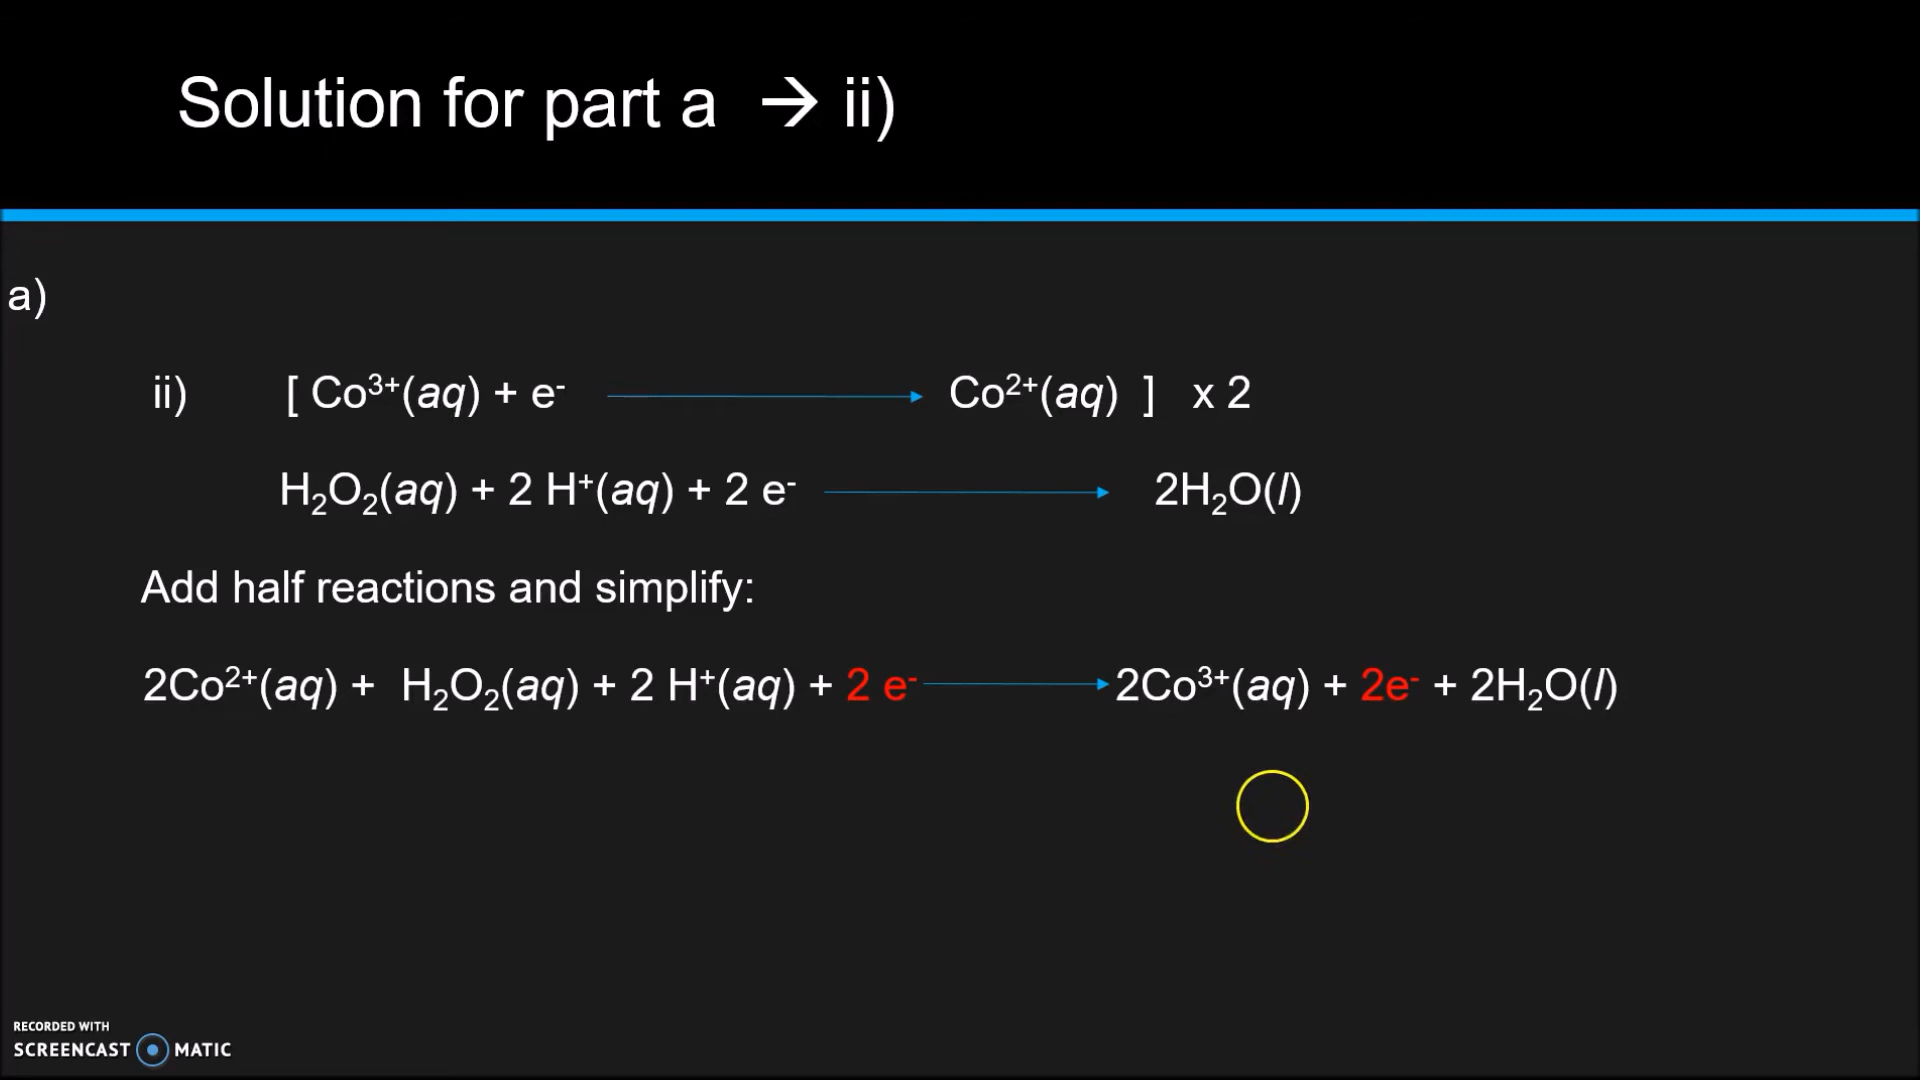 Solution for part a → ii)
a)
ii) [ Co³⁺(aq) + e⁻ ⟶ Co²⁺(aq) ] x 2
H₂O₂(aq) + 2 H⁺(aq) + 2 e⁻ ⟶ 2H₂O(l)
Add half reactions and simplify:
2Co²⁺(aq) + H₂O₂(aq) + 2 H⁺(aq) + 2 e⁻ ⟶ 2Co³⁺(aq) + 2e⁻ + 2H₂O(l)
RECORDED WITH
SCREENCAST MATIC